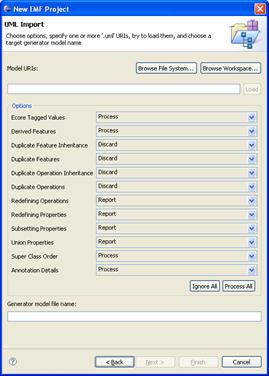 New EMF Project
UML Import
Choose options, specify one or more '.uml' URIs, try to load them, and choose a
target generator model name
Model URIs:
Browse File System...
Browse Workspace...
Load
Options
Ecore Tagged Values Process
Derived Features Process
Duplicate Feature Inheritance Discard
Duplicate Features Discard
Duplicate Operation Inheritance Discard
Duplicate Operations Discard
Redefining Operations Report
Redefining Properties Report
Subsetting Properties Report
Union Properties Report
Super Class Order Process
Annotation Details Process
Ignore All Process All
Generator model file name:
? < Back Next > Finish Cancel